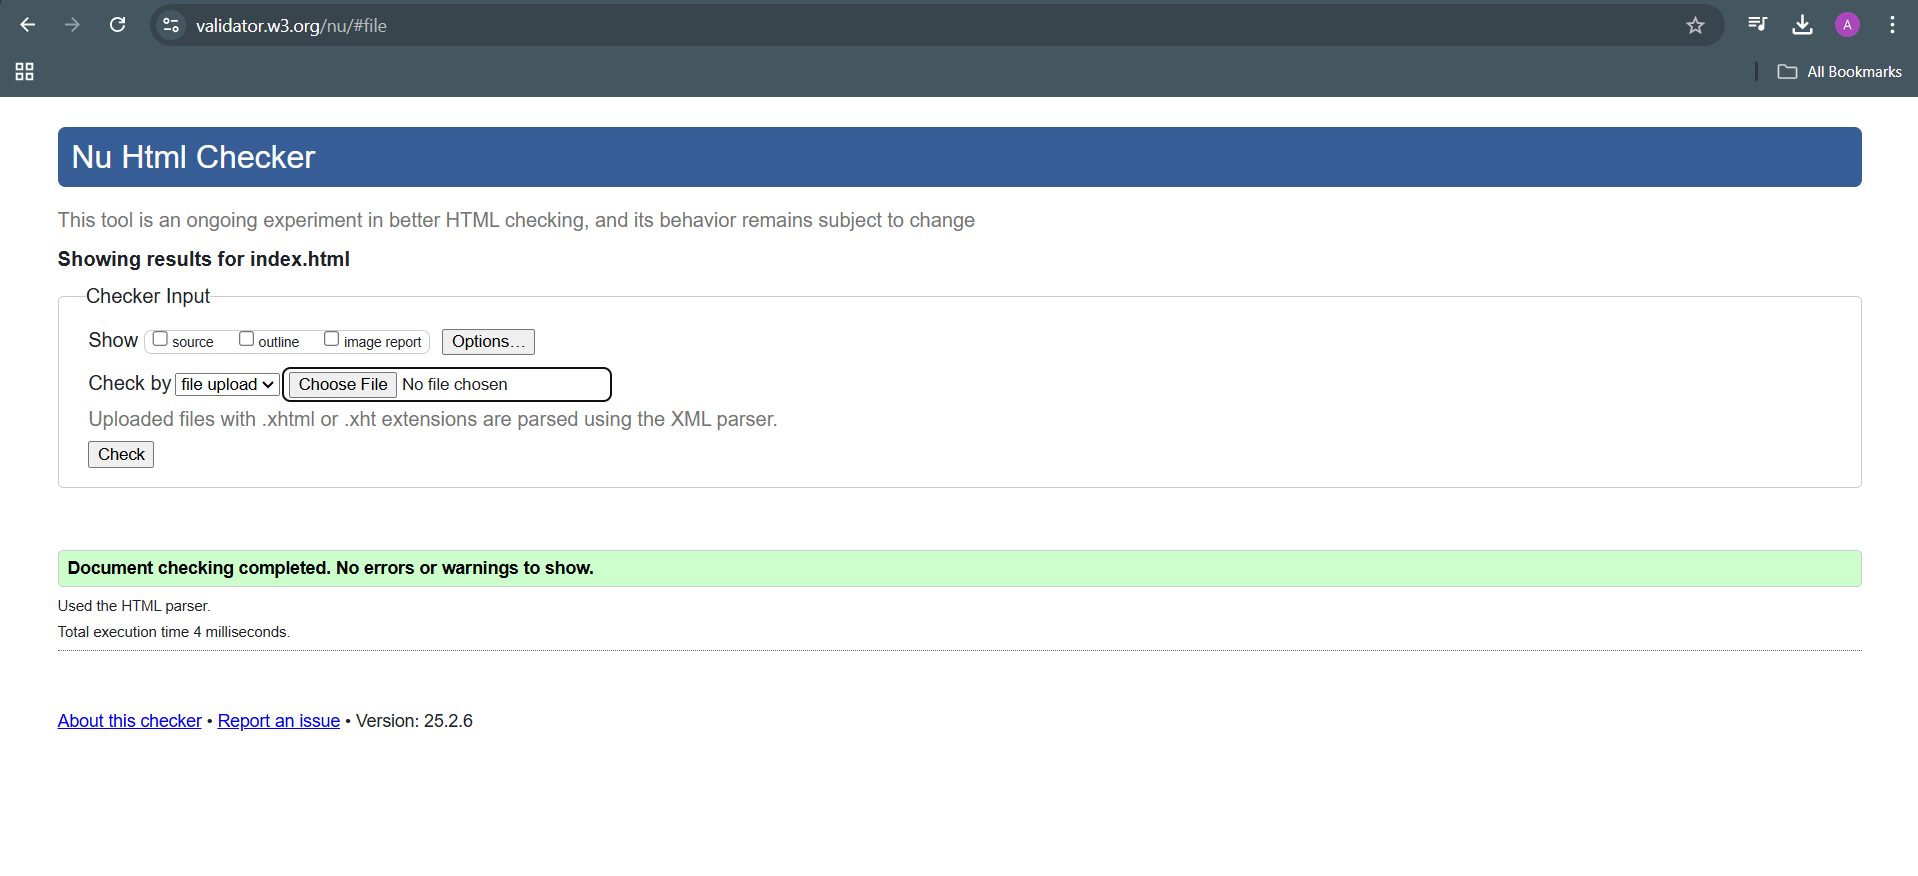 validator.w3.org/nu/#file
A
All Bookmarks
Nu Html Checker
This tool is an ongoing experiment in better HTML checking, and its behavior remains subject to change
Showing results for index.html
Checker Input
Show source outline image report Options...
Check by file upload Choose File No file chosen
Uploaded files with .xhtml or .xht extensions are parsed using the XML parser.
Check
Document checking completed. No errors or warnings to show.
Used the HTML parser.
Total execution time 4 milliseconds.
About this checker • Report an issue • Version: 25.2.6